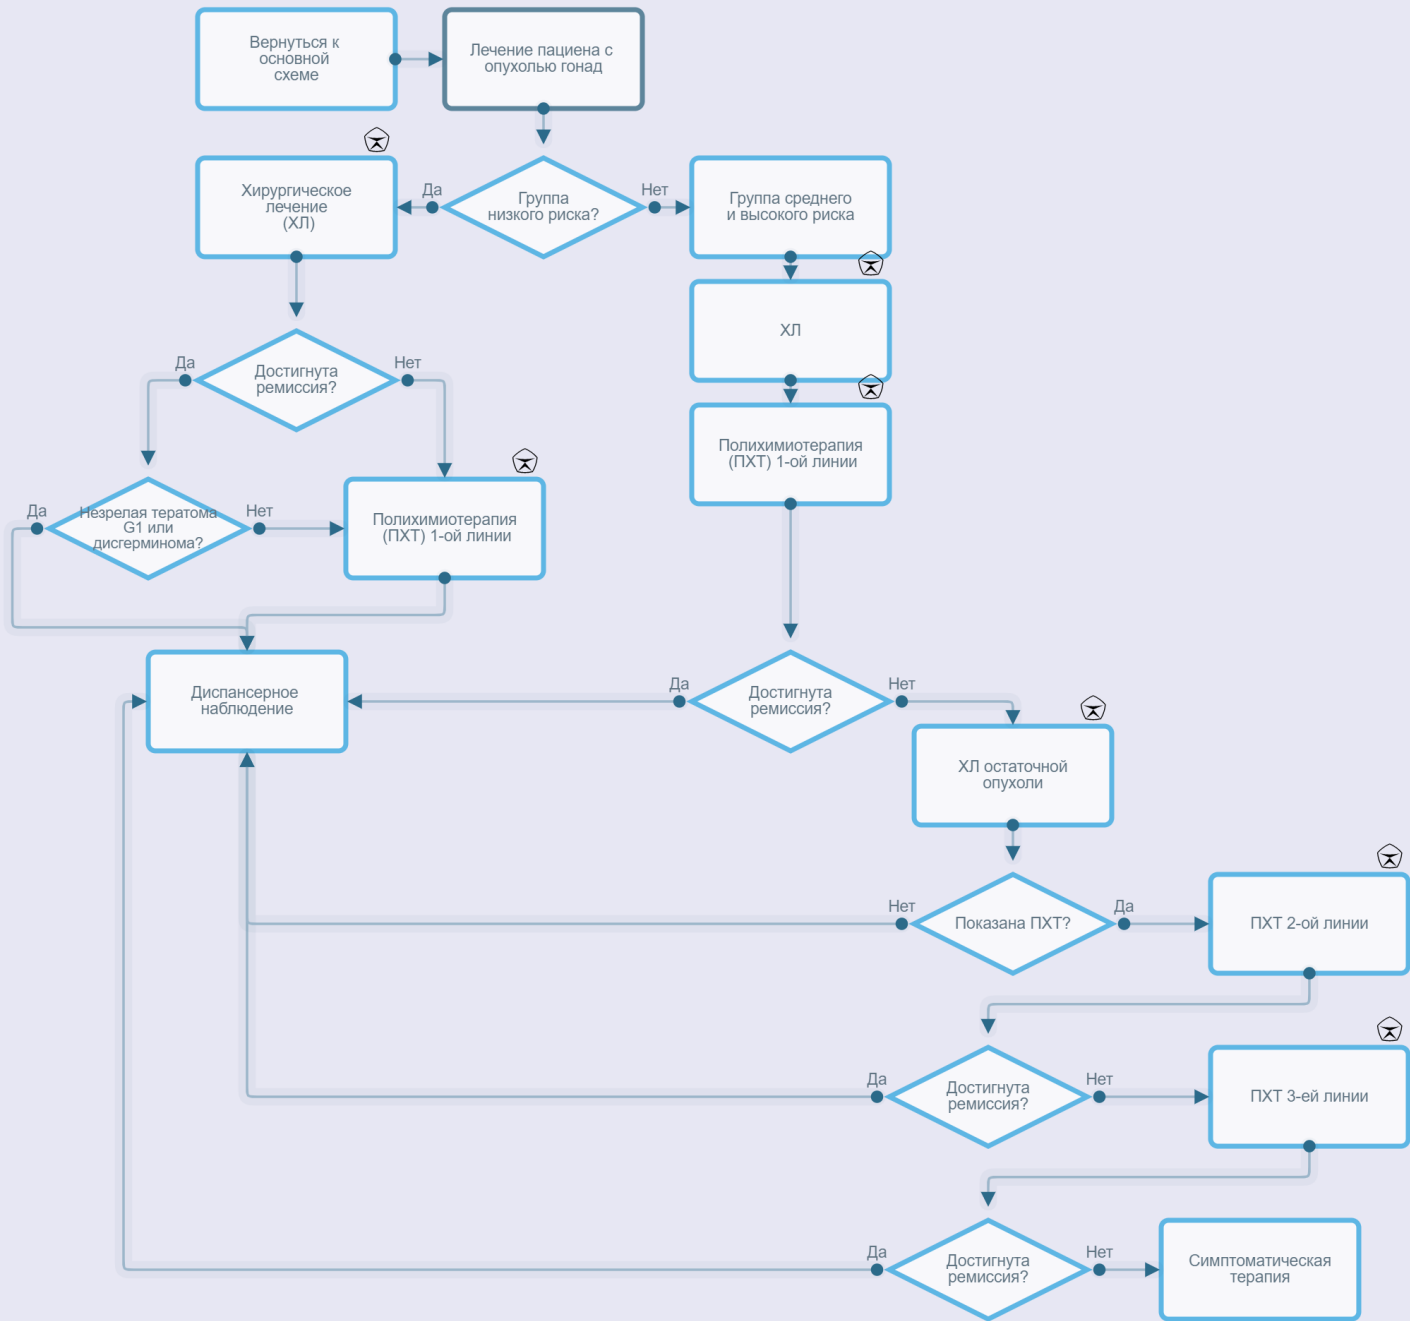 Вернуться к
основной
схеме
Лечение пациена с
опухолью гонад
Хирургическое
лечение
(ХЛ)
Да
Группа
низкого риска?
Нет
Группа среднего
и высокого риска
ХЛ
Да
Достигнута
ремиссия?
Нет
Полихимиотерапия
(ПХТ) 1-ой линии
Да
Незрелая тератома
G1 или
дисгерминома?
Нет
Полихимиотерапия
(ПХТ) 1-ой линии
Диспансерное
наблюдение
Да
Достигнута
ремиссия?
Нет
ХЛ остаточной
опухоли
Нет
Показана ПХТ?
Да
ПХТ 2-ой линии
Да
Достигнута
ремиссия?
Нет
ПХТ 3-ей линии
Да
Достигнута
ремиссия?
Нет
Симптоматическая
терапия